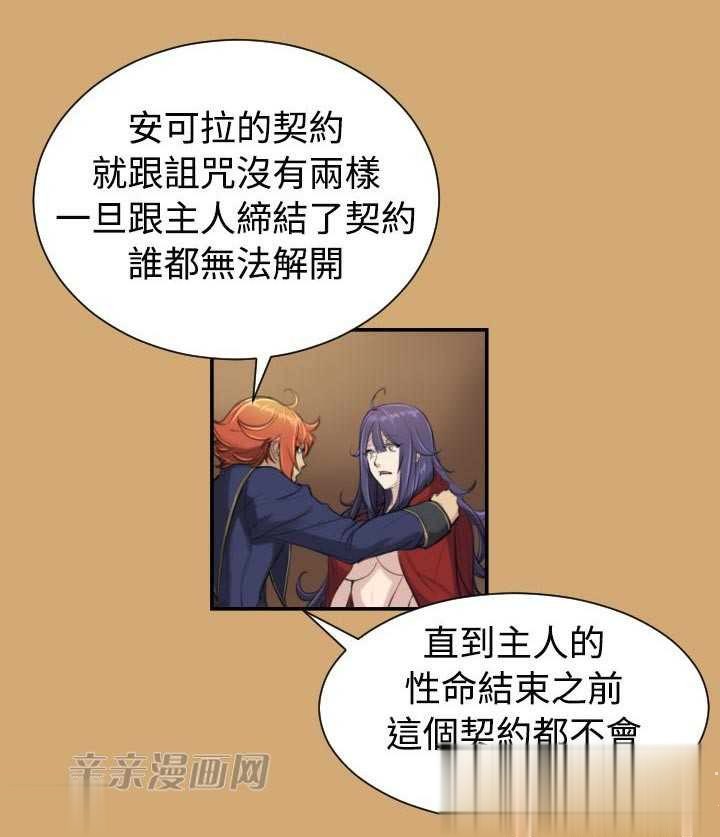 安可拉的契約
就跟詛咒沒有兩樣
一旦跟主人締結了契約
誰都無法解開
直到主人的
性命結束之前
這個契約都不會
亲亲漫画网